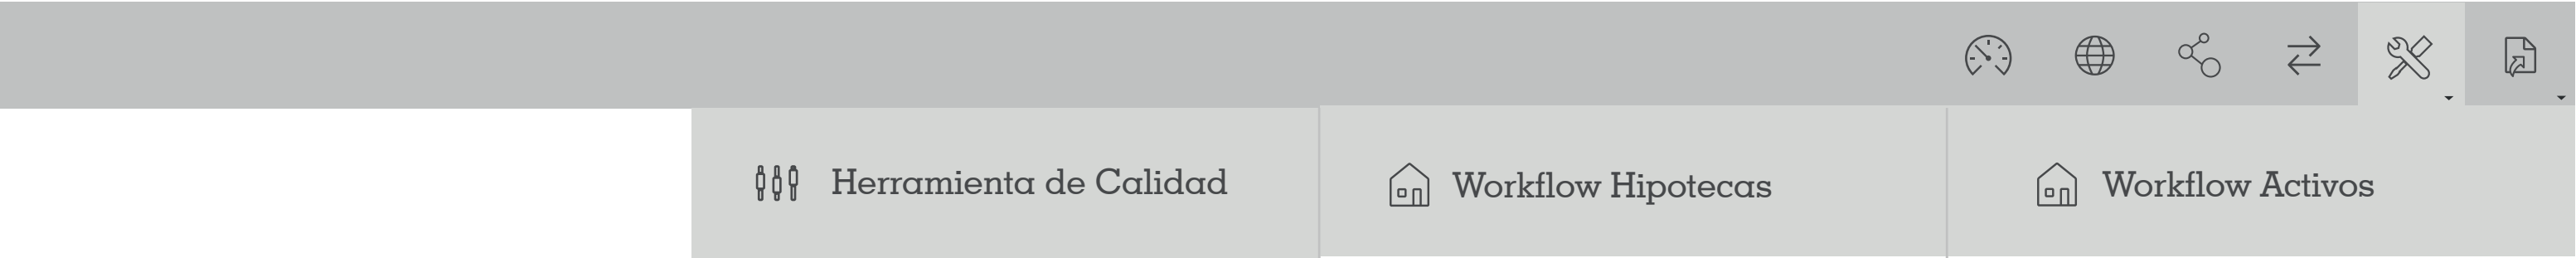 Herramienta de Calidad
Workflow Hipotecas
Workflow Activos